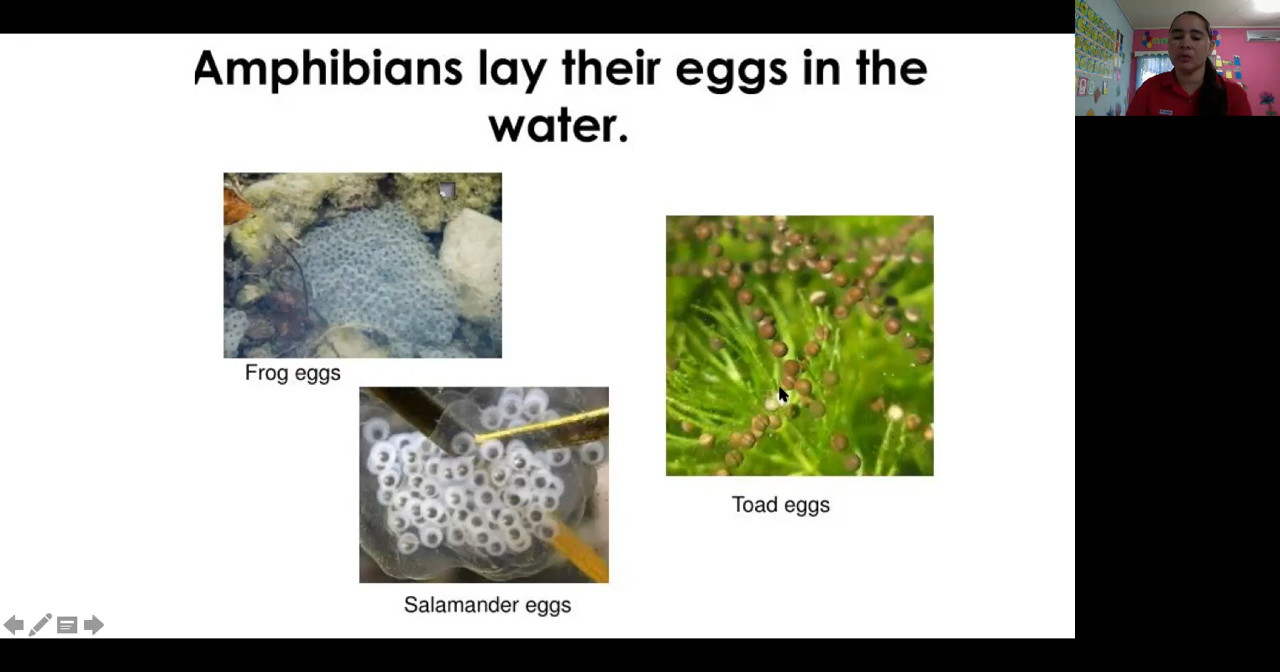 Amphibians lay their eggs in the
water.
Frog eggs
Toad eggs
Salamander eggs